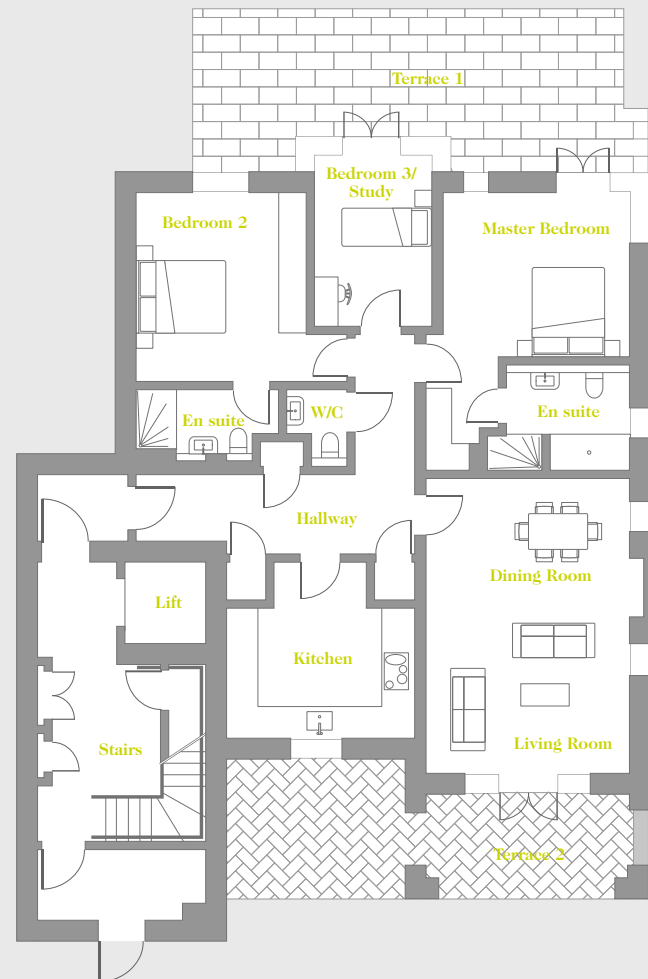 Terrace 1
Bedroom 3/
Study
Bedroom 2
Master Bedroom
En suite
W/C
En suite
Hallway
Dining Room
Lift
Kitchen
Living Room
Stairs
Terrace 2